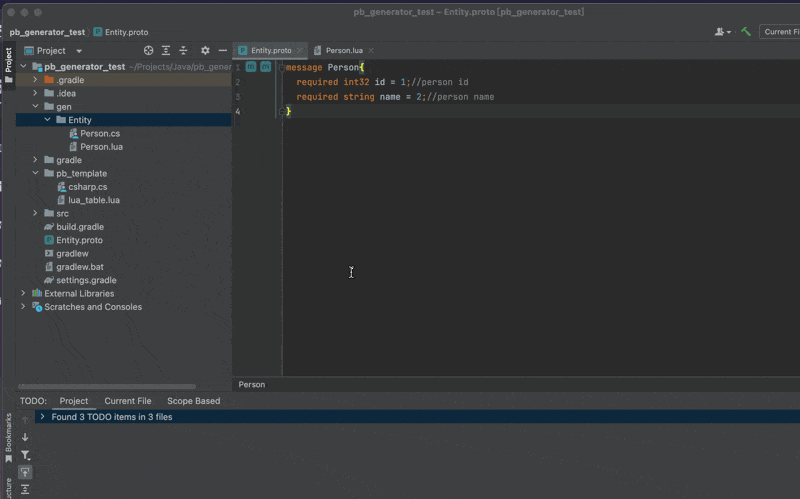 pb_generator_test – Entity.proto [pb_generator_test]
pb_generator_test
Entity.proto
Current File
Project
Project
Entity.proto
Person.lua
pb_generator_test ~/Projects/Java/pb_gener
.gradle
.idea
gen
Entity
Person.cs
Person.lua
gradle
pb_template
csharp.cs
lua_table.lua
src
build.gradle
Entity.proto
gradlew
gradlew.bat
settings.gradle
External Libraries
Scratches and Consoles
1 message Person{
2 required int32 id = 1;//person id
3 required string name = 2;//person name
4 }
Person
TODO:
Project
Current File
Scope Based
Found 3 TODO items in 3 files
Bookmarks